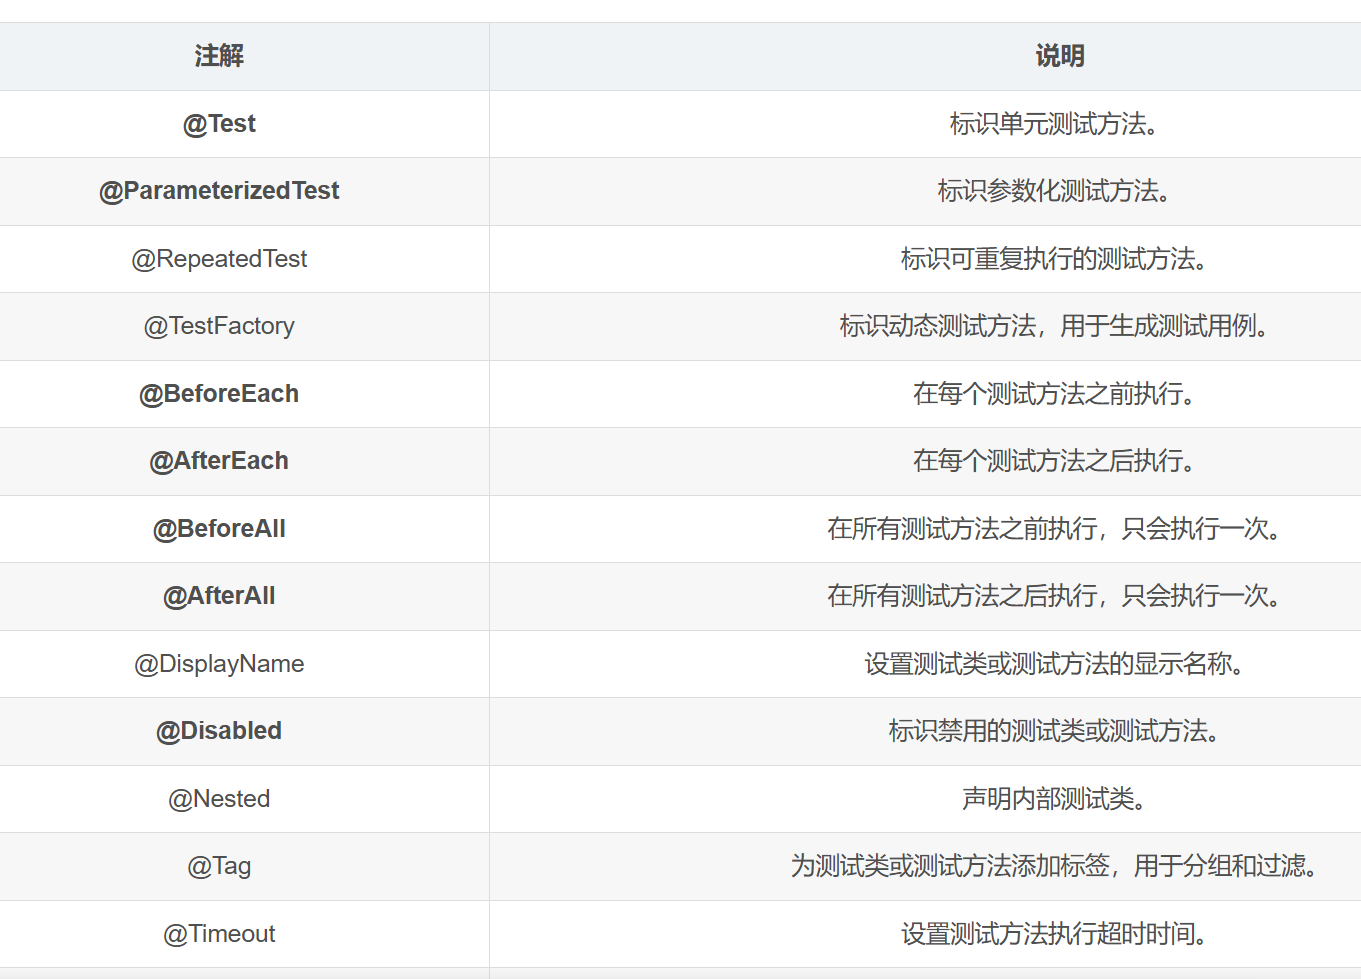 注解 说明
@Test 标识单元测试方法。
@ParameterizedTest 标识参数化测试方法。
@RepeatedTest 标识可重复执行的测试方法。
@TestFactory 标识动态测试方法，用于生成测试用例。
@BeforeEach 在每个测试方法之前执行。
@AfterEach 在每个测试方法之后执行。
@BeforeAll 在所有测试方法之前执行，只会执行一次。
@AfterAll 在所有测试方法之后执行，只会执行一次。
@DisplayName 设置测试类或测试方法的显示名称。
@Disabled 标识禁用的测试类或测试方法。
@Nested 声明内部测试类。
@Tag 为测试类或测试方法添加标签，用于分组和过滤。
@Timeout 设置测试方法执行超时时间。